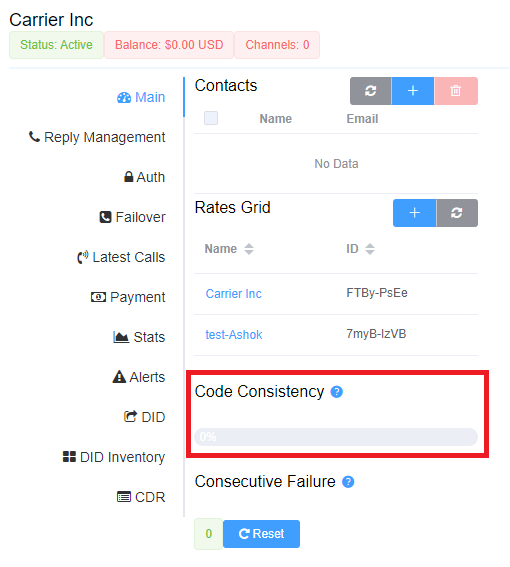 Carrier Inc
Status: Active Balance: $0.00 USD Channels: 0
Main
Reply Management
Auth
Failover
Latest Calls
Payment
Stats
Alerts
DID
DID Inventory
CDR
Contacts
Name Email
No Data
Rates Grid
Name ID
Carrier Inc FTBy-PsEe
test-Ashok 7myB-lzVB
Code Consistency ?
0%
Consecutive Failure ?
0 Reset